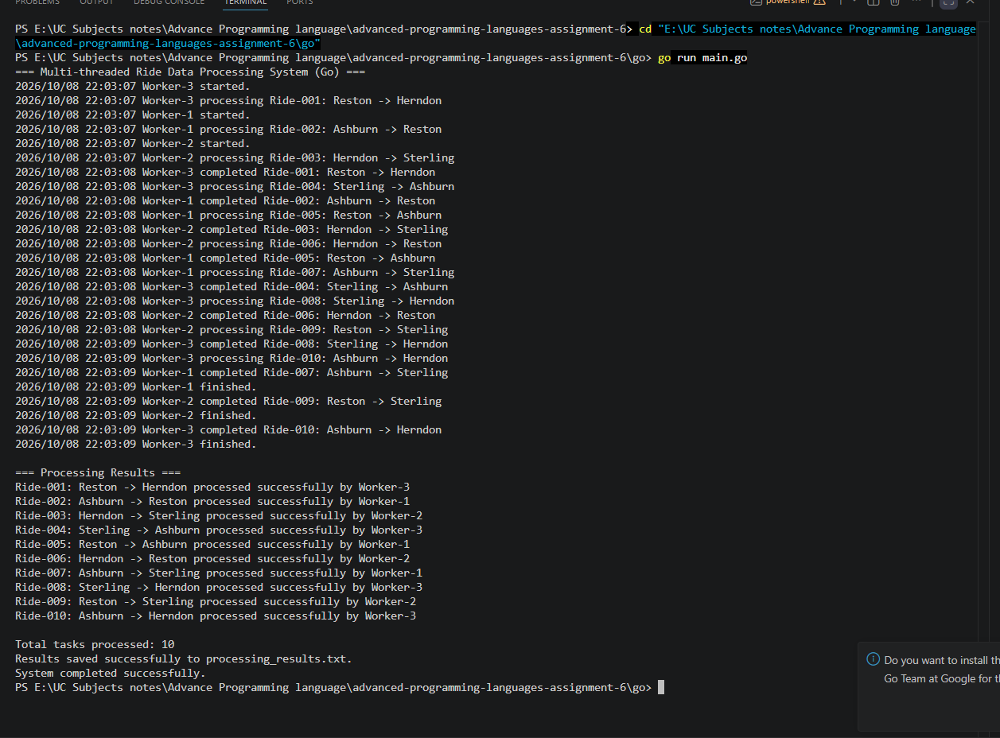 PROBLEMS OUTPUT DEBUG CONSOLE TERMINAL PORTS powershell
PS E:\UC Subjects notes\Advance Programming language\advanced-programming-languages-assignment-6> cd "E:\UC Subjects notes\Advance Programming language
\advanced-programming-languages-assignment-6\go"
PS E:\UC Subjects notes\Advance Programming language\advanced-programming-languages-assignment-6\go> go run main.go
=== Multi-threaded Ride Data Processing System (Go) ===
2026/10/08 22:03:07 Worker-3 started.
2026/10/08 22:03:07 Worker-3 processing Ride-001: Reston -> Herndon
2026/10/08 22:03:07 Worker-1 started.
2026/10/08 22:03:07 Worker-1 processing Ride-002: Ashburn -> Reston
2026/10/08 22:03:07 Worker-2 started.
2026/10/08 22:03:07 Worker-2 processing Ride-003: Herndon -> Sterling
2026/10/08 22:03:08 Worker-3 completed Ride-001: Reston -> Herndon
2026/10/08 22:03:08 Worker-3 processing Ride-004: Sterling -> Ashburn
2026/10/08 22:03:08 Worker-1 completed Ride-002: Ashburn -> Reston
2026/10/08 22:03:08 Worker-1 processing Ride-005: Reston -> Ashburn
2026/10/08 22:03:08 Worker-2 completed Ride-003: Herndon -> Sterling
2026/10/08 22:03:08 Worker-2 processing Ride-006: Herndon -> Reston
2026/10/08 22:03:08 Worker-1 completed Ride-005: Reston -> Ashburn
2026/10/08 22:03:08 Worker-1 processing Ride-007: Ashburn -> Sterling
2026/10/08 22:03:08 Worker-3 completed Ride-004: Sterling -> Ashburn
2026/10/08 22:03:08 Worker-3 processing Ride-008: Sterling -> Herndon
2026/10/08 22:03:08 Worker-2 completed Ride-006: Herndon -> Reston
2026/10/08 22:03:08 Worker-2 processing Ride-009: Reston -> Sterling
2026/10/08 22:03:09 Worker-3 completed Ride-008: Sterling -> Herndon
2026/10/08 22:03:09 Worker-3 processing Ride-010: Ashburn -> Herndon
2026/10/08 22:03:09 Worker-1 completed Ride-007: Ashburn -> Sterling
2026/10/08 22:03:09 Worker-1 finished.
2026/10/08 22:03:09 Worker-2 completed Ride-009: Reston -> Sterling
2026/10/08 22:03:09 Worker-2 finished.
2026/10/08 22:03:09 Worker-3 completed Ride-010: Ashburn -> Herndon
2026/10/08 22:03:09 Worker-3 finished.
=== Processing Results ===
Ride-001: Reston -> Herndon processed successfully by Worker-3
Ride-002: Ashburn -> Reston processed successfully by Worker-1
Ride-003: Herndon -> Sterling processed successfully by Worker-2
Ride-004: Sterling -> Ashburn processed successfully by Worker-3
Ride-005: Reston -> Ashburn processed successfully by Worker-1
Ride-006: Herndon -> Reston processed successfully by Worker-2
Ride-007: Ashburn -> Sterling processed successfully by Worker-1
Ride-008: Sterling -> Herndon processed successfully by Worker-3
Ride-009: Reston -> Sterling processed successfully by Worker-2
Ride-010: Ashburn -> Herndon processed successfully by Worker-3
Total tasks processed: 10
Results saved successfully to processing_results.txt.
System completed successfully.
PS E:\UC Subjects notes\Advance Programming language\advanced-programming-languages-assignment-6\go>
Do you want to install
Go Team at Google for